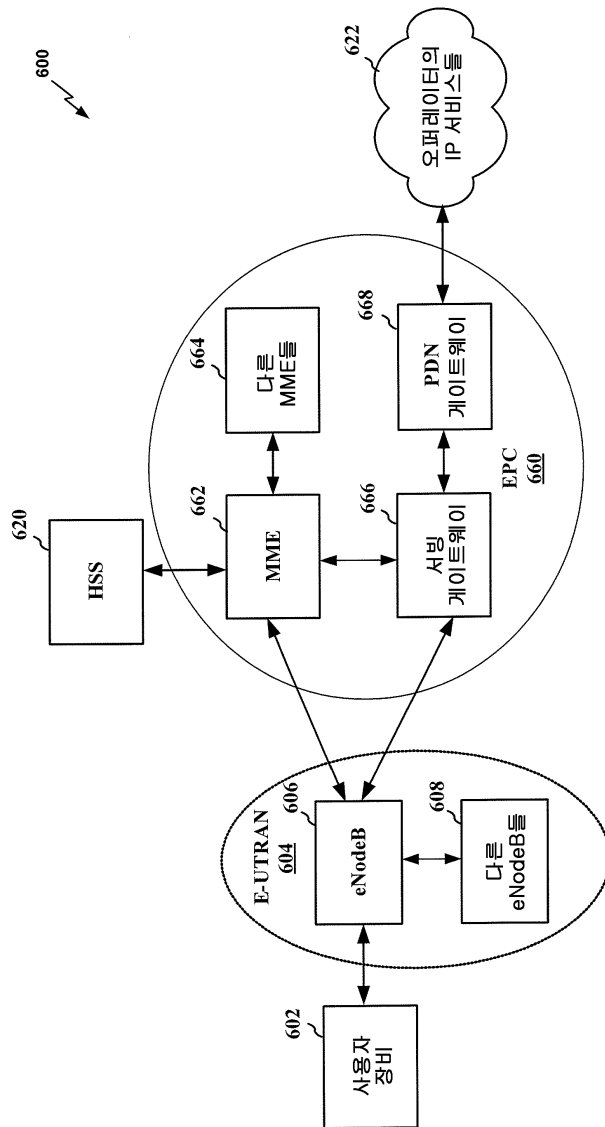 600
620
HSS
662
MME
664
다른
MME들
666
서빙
게이트웨이
668
PDN
게이트웨이
EPC
660
622
오퍼레이터의
IP 서비스들
E-UTRAN
604
606
eNodeB
608
다른
eNodeB들
602
사용자
장비